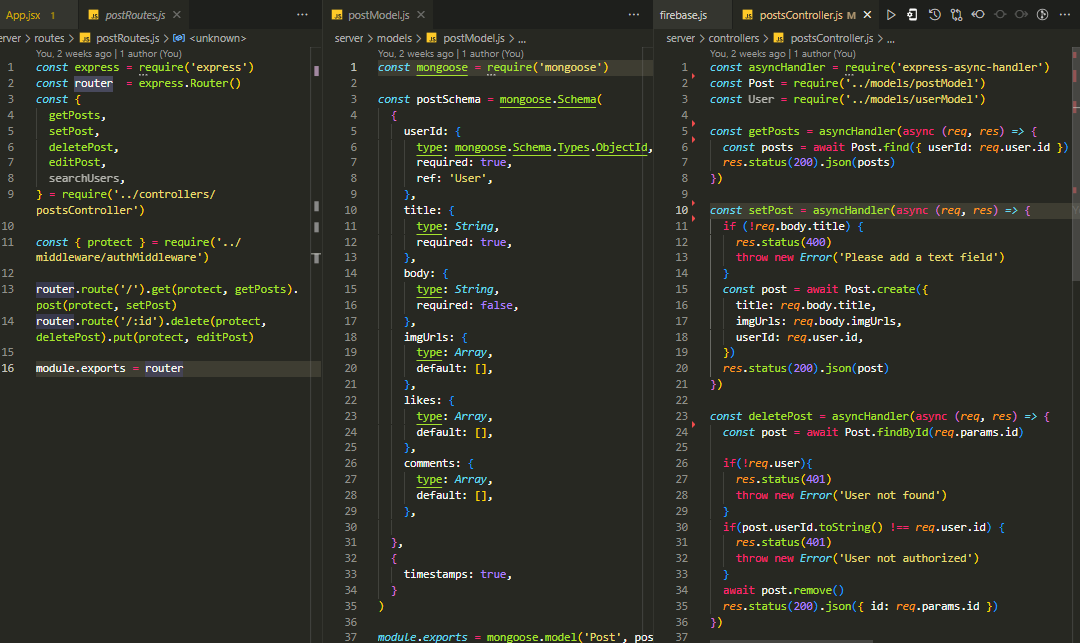 App.jsx 1
postRoutes.js
erver > routes > postRoutes.js > <unknown>
You, 2 weeks ago | 1 author (You)
1 const express = require('express')
2 const router  = express.Router()
3 const {
4 getPosts,
5 setPost,
6 deletePost,
7 editPost,
8 searchUsers,
9 } = require('../controllers/
postsController')
10
11 const { protect } = require('../
middleware/authMiddleware')
12
13 router.route('/').get(protect, getPosts).
post(protect, setPost)
14 router.route('/:id').delete(protect,
deletePost).put(protect, editPost)
15
16 module.exports = router
postModel.js
server > models > postModel.js > ...
You, 2 weeks ago | 1 author (You)
1 const mongoose = require('mongoose')
2
3 const postSchema = mongoose.Schema(
4 {
5 userId: {
6 type: mongoose.Schema.Types.ObjectId,
7 required: true,
8 ref: 'User',
9 },
10 title: {
11 type: String,
12 required: true,
13 },
14 body: {
15 type: String,
16 required: false,
17 },
18 imgUrls: {
19 type: Array,
20 default: [],
21 },
22 likes: {
23 type: Array,
24 default: [],
25 },
26 comments: {
27 type: Array,
28 default: [],
29 },
30
31 },
32 {
33 timestamps: true,
34 }
35 )
36
37 module.exports = mongoose.model('Post', pos
firebase.js
postsController.js M
server > controllers > postsController.js > ...
You, 2 weeks ago | 1 author (You)
1 const asyncHandler = require('express-async-handler')
2 const Post = require('../models/postModel')
3 const User = require('../models/userModel')
4
5 const getPosts = asyncHandler(async (req, res) => {
6 const posts = await Post.find({ userId: req.user.id })
7 res.status(200).json(posts)
8 })
9
10 const setPost = asyncHandler(async (req, res) => {
11 if (!req.body.title) {
12 res.status(400)
13 throw new Error('Please add a text field')
14 }
15 const post = await Post.create({
16 title: req.body.title,
17 imgUrls: req.body.imgUrls,
18 userId: req.user.id,
19 })
20 res.status(200).json(post)
21 })
22
23 const deletePost = asyncHandler(async (req, res) => {
24 const post = await Post.findById(req.params.id)
25
26 if(!req.user){
27 res.status(401)
28 throw new Error('User not found')
29 }
30 if(post.userId.toString() !== req.user.id) {
31 res.status(401)
32 throw new Error('User not authorized')
33 }
34 await post.remove()
35 res.status(200).json({ id: req.params.id })
36 })
37